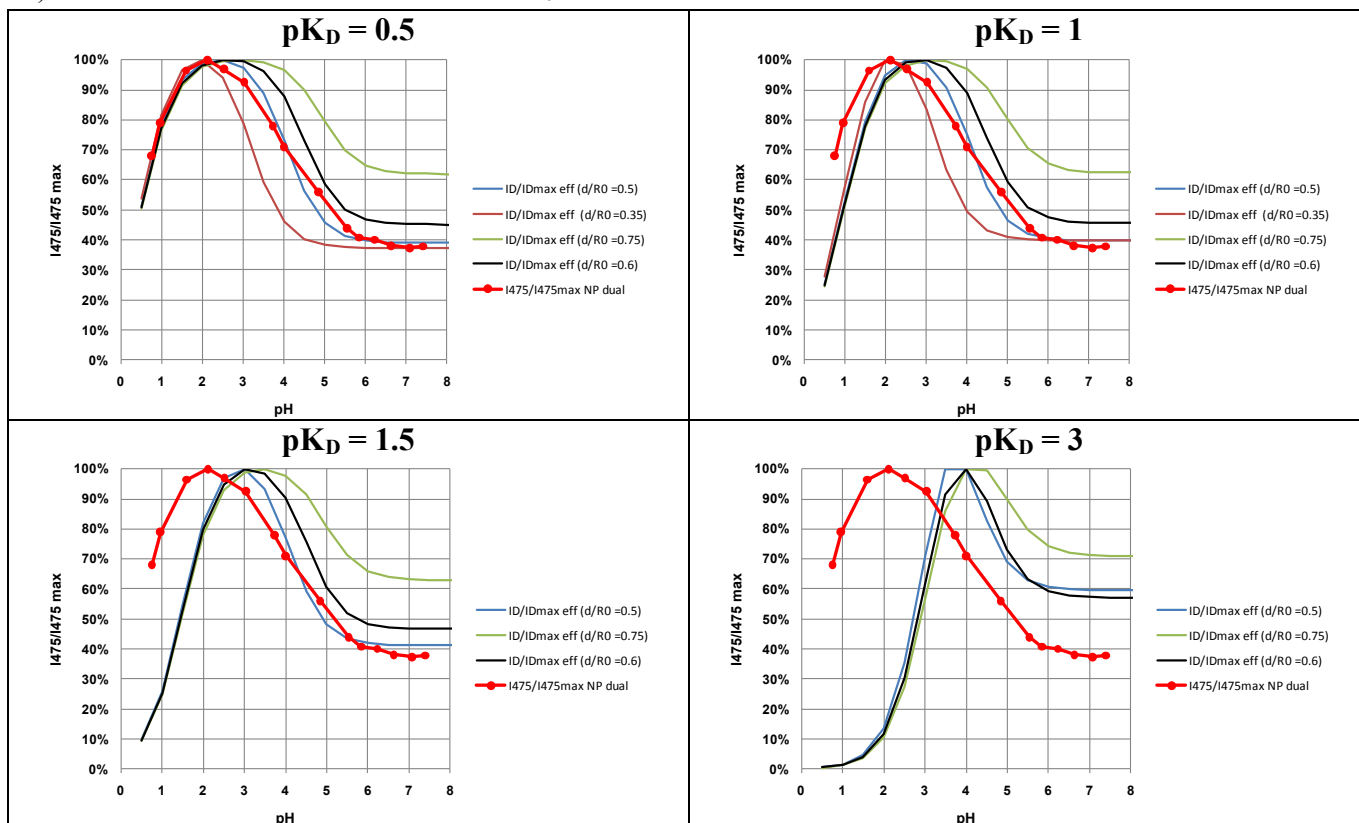 )
pK_D = 0.5
100%
90%
80%
70%
60%
50%
40%
30%
20%
10%
0%
I475/I475 max
0 1 2 3 4 5 6 7 8
pH
ID/IDmax eff (d/R0 =0.5)
ID/IDmax eff (d/R0 =0.35)
ID/IDmax eff (d/R0 =0.75)
ID/IDmax eff (d/R0 =0.6)
I475/I475max NP dual
pK_D = 1
100%
90%
80%
70%
60%
50%
40%
30%
20%
10%
0%
I475/I475 max
0 1 2 3 4 5 6 7 8
pH
ID/IDmax eff (d/R0 =0.5)
ID/IDmax eff (d/R0 =0.35)
ID/IDmax eff (d/R0 =0.75)
ID/IDmax eff (d/R0 =0.6)
I475/I475max NP dual
pK_D = 1.5
100%
90%
80%
70%
60%
50%
40%
30%
20%
10%
0%
I475/I475 max
0 1 2 3 4 5 6 7 8
pH
ID/IDmax eff (d/R0 =0.5)
ID/IDmax eff (d/R0 =0.75)
ID/IDmax eff (d/R0 =0.6)
I475/I475max NP dual
pK_D = 3
100%
90%
80%
70%
60%
50%
40%
30%
20%
10%
0%
I475/I475 max
0 1 2 3 4 5 6 7 8
pH
ID/IDmax eff (d/R0 =0.5)
ID/IDmax eff (d/R0 =0.75)
ID/IDmax eff (d/R0 =0.6)
I475/I475max NP dual